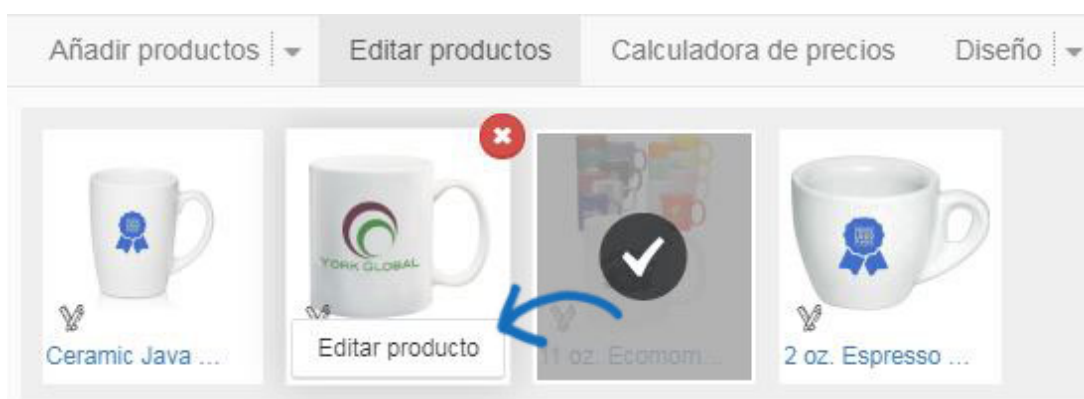 Añadir productos
Editar productos
Calculadora de precios
Diseño
YORK GLOBAL
Editar producto
Ceramic Java ...
11 oz. Ecomom...
2 oz. Espresso ...